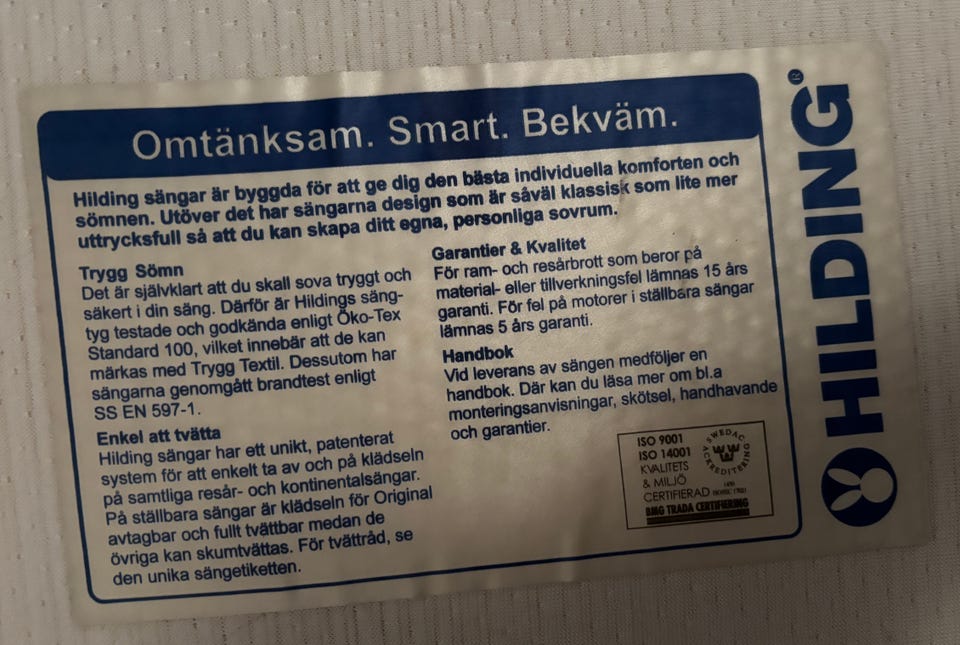 Omtänksam. Smart. Bekväm.
Hilding sängar är byggda för att ge dig den bästa individuella komforten och
sömnen. Utöver det har sängarna design som är såväl klassisk som lite mer
uttrycksfull så att du kan skapa ditt egna, personliga sovrum.
Trygg Sömn
Det är självklart att du skall sova tryggt och
säkert i din säng. Därför är Hildings säng-
tyg testade och godkända enligt Öko-Tex
Standard 100, vilket innebär att de kan
märkas med Trygg Textil. Dessutom har
sängarna genomgått brandtest enligt
SS EN 597-1.
Enkel att tvätta
Hilding sängar har ett unikt, patenterat
system för att enkelt ta av och på klädseln
på samtliga resår- och kontinentalsängar.
På ställbara sängar är klädseln för Original
avtagbar och fullt tvättbar medan de
övriga kan skumtvättas. För tvättråd, se
den unika sängetiketten.
Garantier & Kvalitet
För ram- och resårbrott som beror på
material- eller tillverkningsfel lämnas 15 års
garanti. För fel på motorer i ställbara sängar
lämnas 5 års garanti.
Handbok
Vid leverans av sängen medföljer en
handbok. Där kan du läsa mer om bl.a
monteringsanvisningar, skötsel, handhavande
och garantier.
ISO 9001
ISO 14001
KVALITETS
& MILJÖ
CERTIFIERAD
BMG TRADA CERTIFIERING
SWEDAC
ACKREDITERING
HILDING®